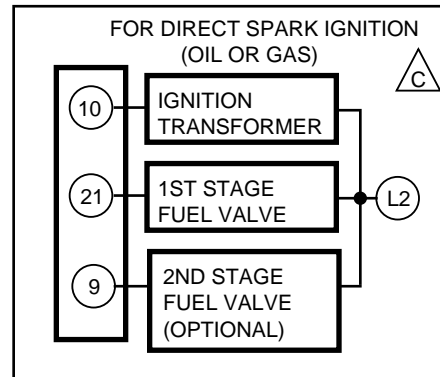 FOR DIRECT SPARK IGNITION
(OIL OR GAS)
C
10
IGNITION
TRANSFORMER
21
1ST STAGE
FUEL VALVE
L2
9
2ND STAGE
FUEL VALVE
(OPTIONAL)